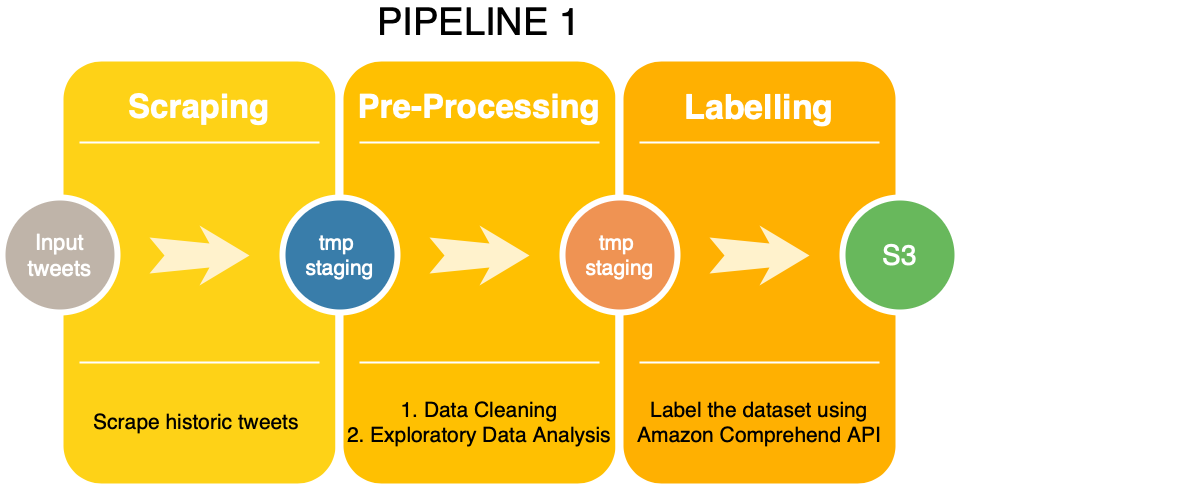 PIPELINE 1
Scraping
Pre-Processing
Labelling
Input
tweets
tmp
staging
tmp
staging
S3
Scrape historic tweets
1. Data Cleaning
2. Exploratory Data Analysis
Label the dataset using
Amazon Comprehend API